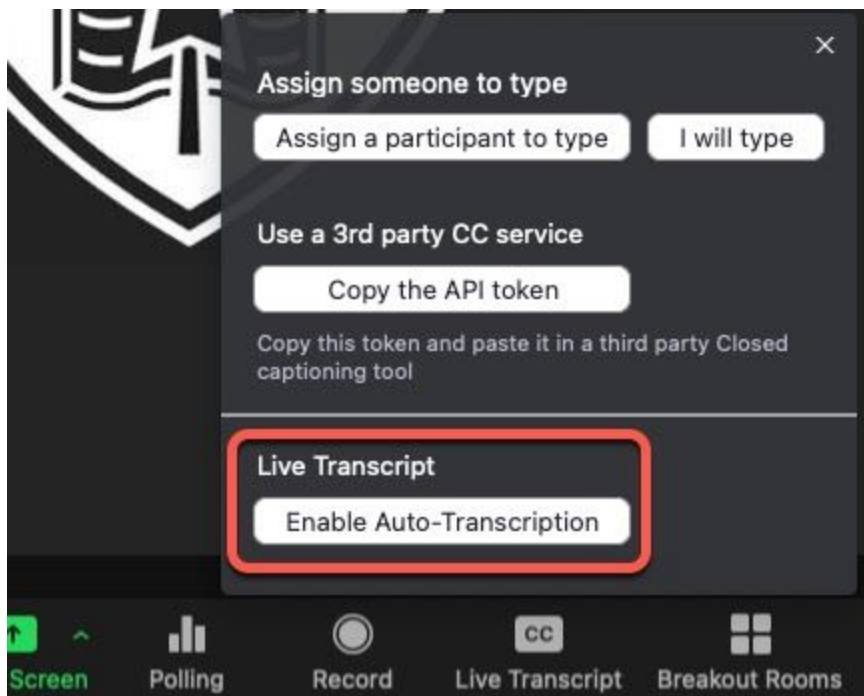 Assign someone to type
Assign a participant to type I will type
Use a 3rd party CC service
Copy the API token
Copy this token and paste it in a third party Closed
captioning tool
Live Transcript
Enable Auto-Transcription
CC
Screen Polling Record Live Transcript Breakout Rooms